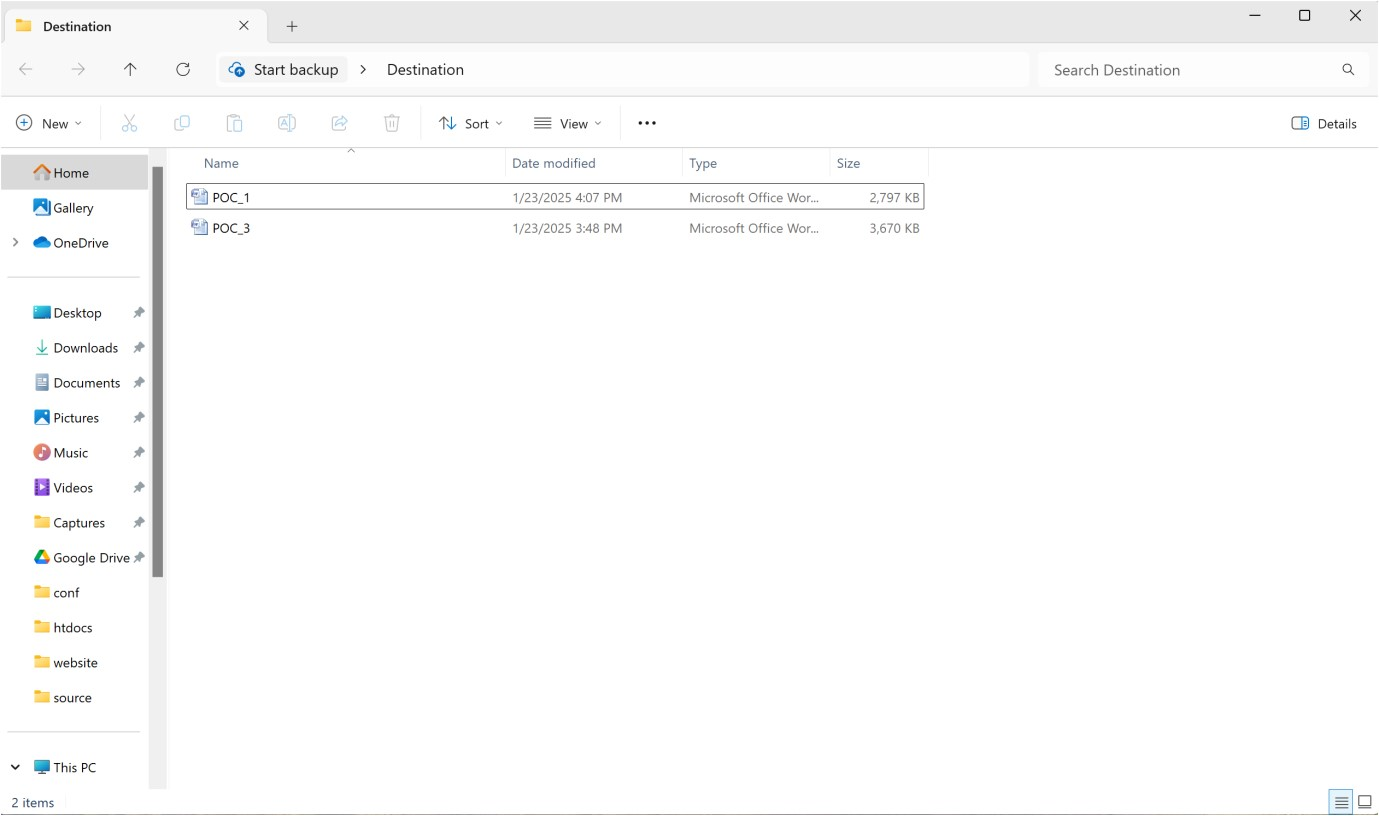 Destination
Start backup Destination Search Destination
New Sort View Details
Name Date modified Type Size
Home
POC_1 1/23/2025 4:07 PM Microsoft Office Wor... 2,797 KB
Gallery
POC_3 1/23/2025 3:48 PM Microsoft Office Wor... 3,670 KB
OneDrive
Desktop
Downloads
Documents
Pictures
Music
Videos
Captures
Google Drive
conf
htdocs
website
source
This PC
2 items